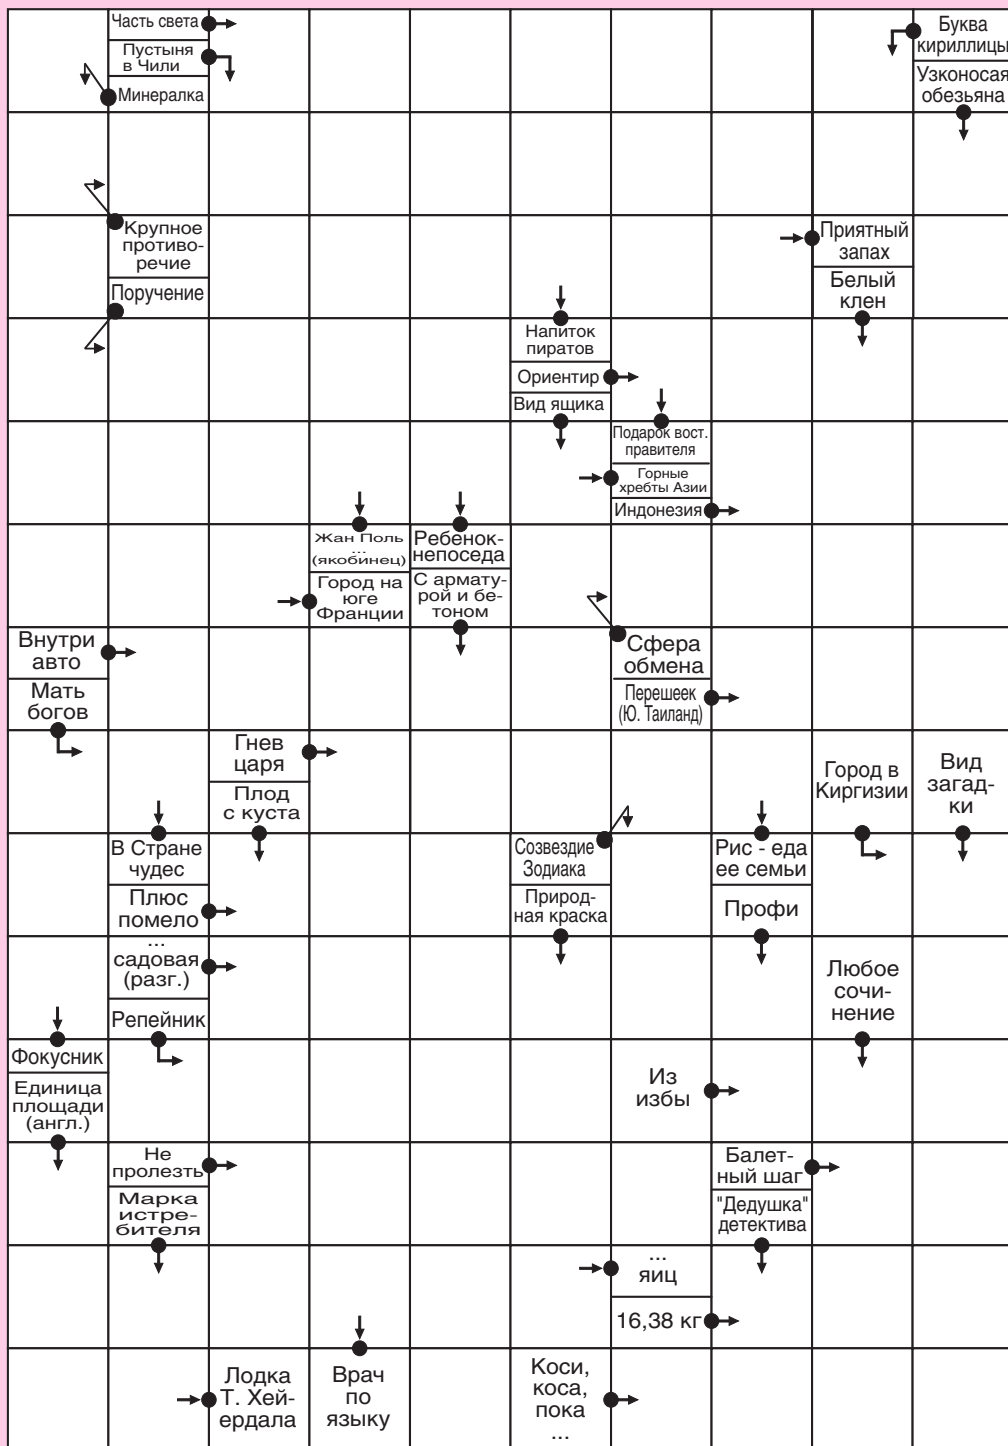 Часть света
Пустыня
в Чили
Минералка
Буква
кириллицы
Узконосая
обезьяна
Крупное
противо-
речие
Поручение
Приятный
запах
Белый
клен
Напиток
пиратов
Ориентир
Вид ящика
Подарок вост.
правителя
Горные
хребты Азии
Индонезия
Жан Поль
...
(якобинец)
Город на
юге
Франции
Ребенок-
непоседа
С армату-
рой и бе-
тоном
Внутри
авто
Мать
богов
Сфера
обмена
Перешеек
(Ю. Таиланд)
Гнев
царя
Плод
с куста
Город в
Киргизии
Вид
загад-
ки
В Стране
чудес
Плюс
помело
Созвездие
Зодиака
Природ-
ная краска
Рис - еда
ее семьи
Профи
...
садовая
(разг.)
Репейник
Любое
сочи-
нение
Фокусник
Единица
площади
(англ.)
Из
избы
Не
пролезть
Марка
истре-
бителя
Балет-
ный шаг
"Дедушка"
детектива
...
яиц
16,38 кг
Лодка
Т. Хей-
ердала
Врач
по
языку
Коси,
коса,
пока
...